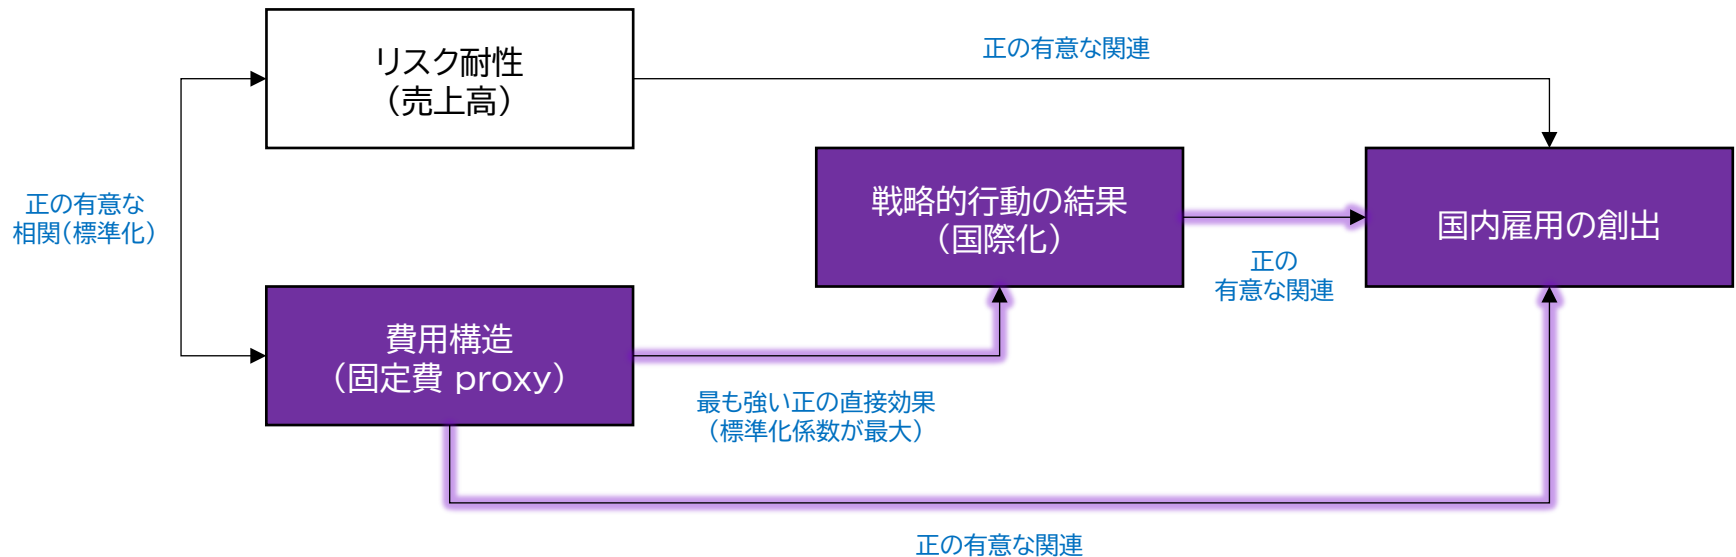 リスク耐性
（売上高）
正の有意な関連
正の有意な
相関（標準化）
戦略的行動の結果
（国際化）
国内雇用の創出
正の
有意な関連
費用構造
（固定費 proxy）
最も強い正の直接効果
（標準化係数が最大）
正の有意な関連